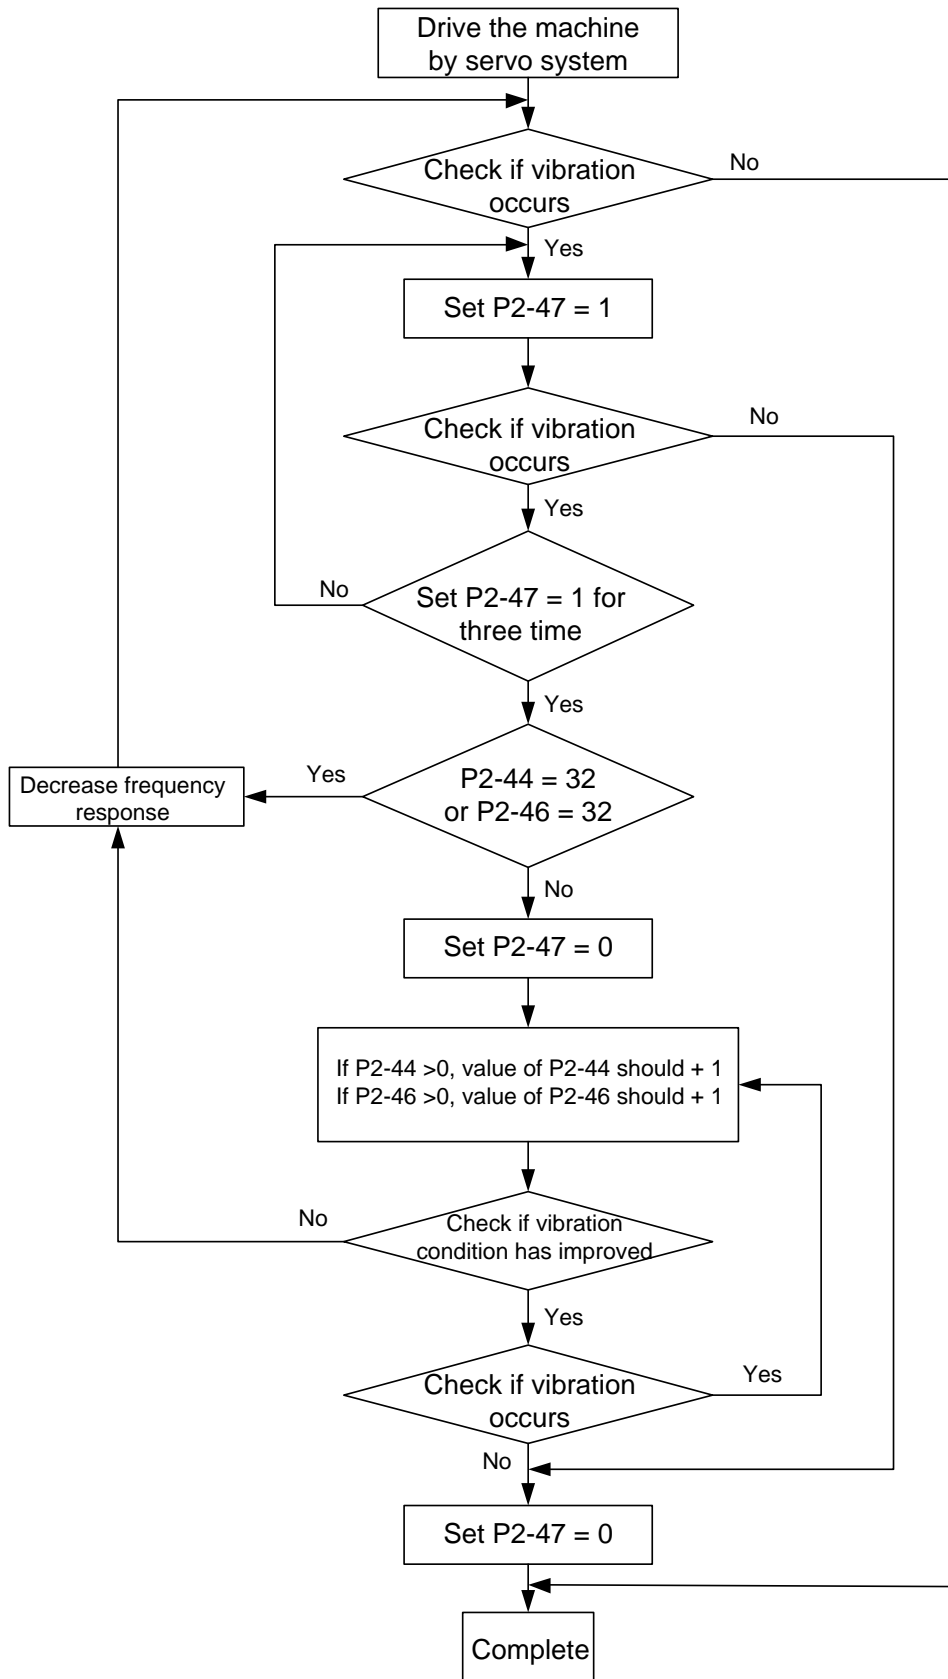 Drive the machine
by servo system
Check if vibration
occurs
No
Yes
Set P2-47 = 1
Check if vibration
occurs
No
Yes
Set P2-47 = 1 for
three time
No
Yes
P2-44 = 32
or P2-46 = 32
Yes
Decrease frequency
response
No
Set P2-47 = 0
If P2-44 >0, value of P2-44 should + 1
If P2-46 >0, value of P2-46 should + 1
Check if vibration
condition has improved
No
Yes
Check if vibration
occurs
Yes
No
Set P2-47 = 0
Complete